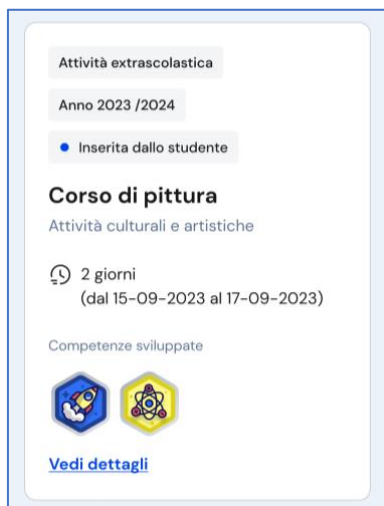 Attività extrascolastica
Anno 2023 /2024
Inserita dallo studente
Corso di pittura
Attività culturali e artistiche
2 giorni
(dal 15-09-2023 al 17-09-2023)
Competenze sviluppate
Vedi dettagli